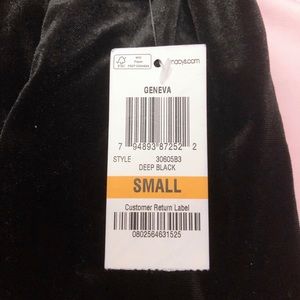 macys.com
GENEVA
7 94893 87252 2
STYLE 30605B3
DEEP BLACK
SMALL
Customer Return Label
0802564631525